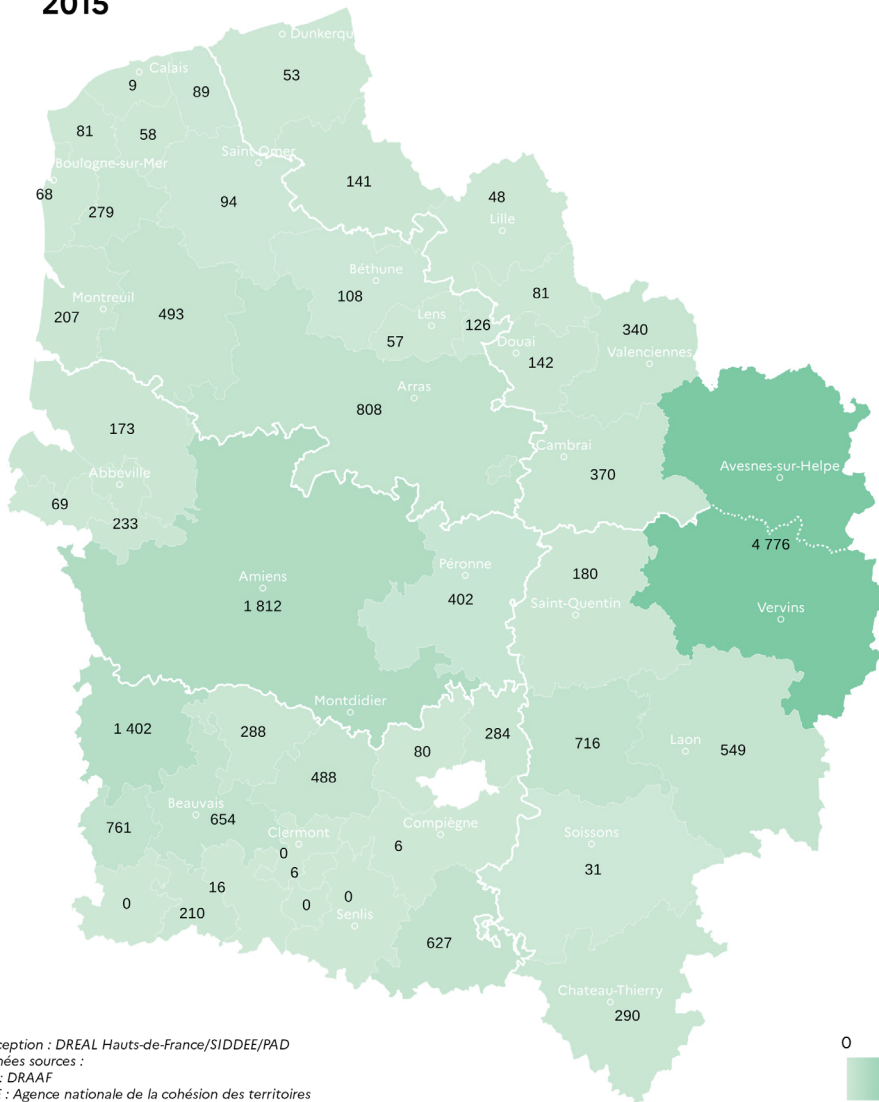 2015
Dunkerqu
53
Calais
9
89
81
58
Saint-Omer
Boulogne-sur-Mer
141
68
94
48
279
Lille
Béthune
108
81
Montreuil
207
493
Lens
126
340
57
Douai
142
Valenciennes
Arras
808
173
Cambrai
Avesnes-sur-Helpe
Abbeville
370
69
233
4 776
Péronne
180
Amiens
402
1 812
Saint-Quentin
Vervins
Montdidier
1 402
288
284
716
Laon
549
80
488
Beauvais
654
761
Clermont
Compiègne
Soissons
0
6
6
31
16
0
0
0
210
Senlis
627
Chateau-Thierry
290
ception : DREAL Hauts-de-France/SIDDEE/PAD
nées sources :
: DRAAF
: Agence nationale de la cohésion des territoires
0